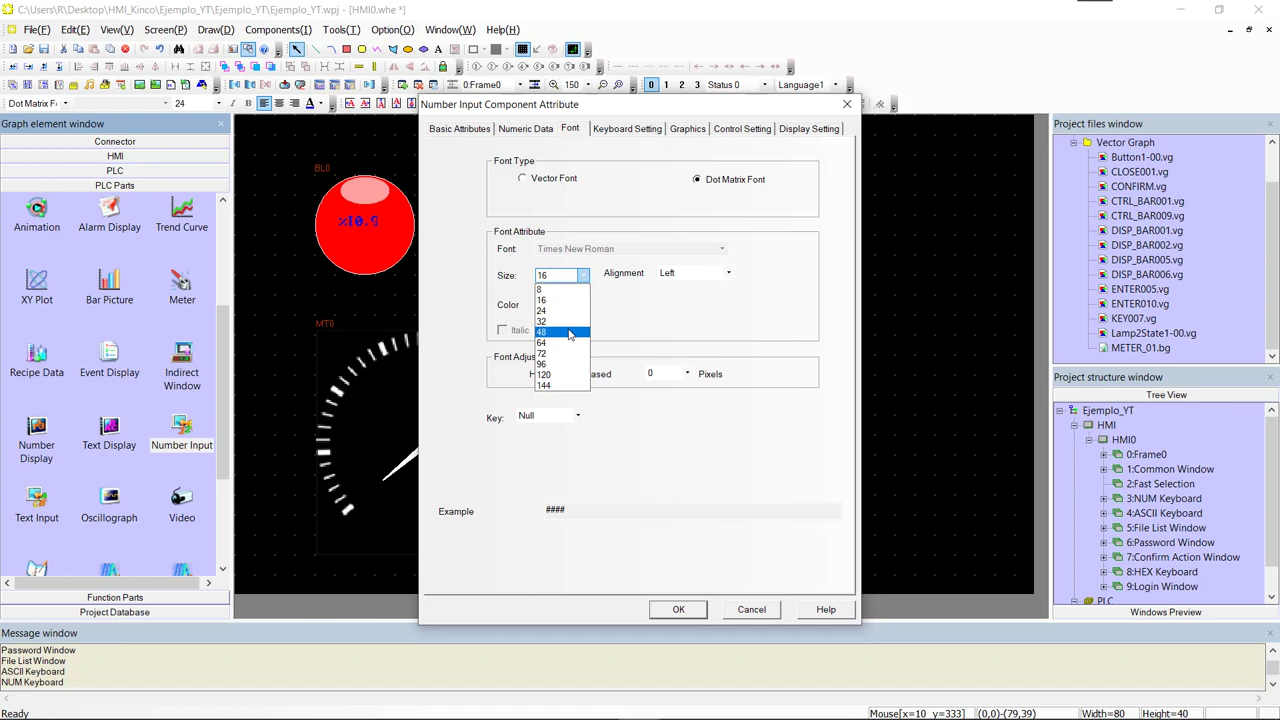 C:\Users\R\Desktop\HMI_Kinco\Ejemplo_YT\Ejemplo_YT\Ejemplo_YT.wpj - [HMI0.whe *]
File(F) Edit(E) View(V) Screen(P) Draw(D) Components(I) Tools(T) Option(O) Window(W) Help(H)
0:Frame0 150 0 1 2 3 Status 0 Language1
Dot Matrix F 24
Graph element window
Connector
HMI
PLC
PLC Parts
Animation Alarm Display Trend Curve
XY Plot Bar Picture Meter
Recipe Data Event Display Indirect Window
Number Display Text Display Number Input
Text Input Oscillograph Video
Function Parts
Project Database
BL0
%I0.5
MT0
Number Input Component Attribute
Basic Attributes Numeric Data Font Keyboard Setting Graphics Control Setting Display Setting
Font Type
Vector Font Dot Matrix Font
Font Attribute
Font: Times New Roman
Size: 16 Alignment Left
8
16
24
32
48
64
72
96
120
144
Color
Italic
Font Adjus
H ased 0 Pixels
Key: Null
Example ####
OK Cancel Help
Project files window
Vector Graph
Button1-00.vg
CLOSE001.vg
CONFIRM.vg
CTRL_BAR001.vg
CTRL_BAR009.vg
DISP_BAR001.vg
DISP_BAR002.vg
DISP_BAR005.vg
DISP_BAR006.vg
ENTER005.vg
ENTER010.vg
KEY007.vg
Lamp2State1-00.vg
METER_01.bg
Project structure window
Tree View
Ejemplo_YT
HMI
HMI0
0:Frame0
1:Common Window
2:Fast Selection
3:NUM Keyboard
4:ASCII Keyboard
5:File List Window
6:Password Window
7:Confirm Action Window
8:HEX Keyboard
9:Login Window
PLC
Windows Preview
Message window
Password Window
File List Window
ASCII Keyboard
NUM Keyboard
Ready Mouse[x=10 y=333] (0,0)-(79,39) Width=80 Height=40